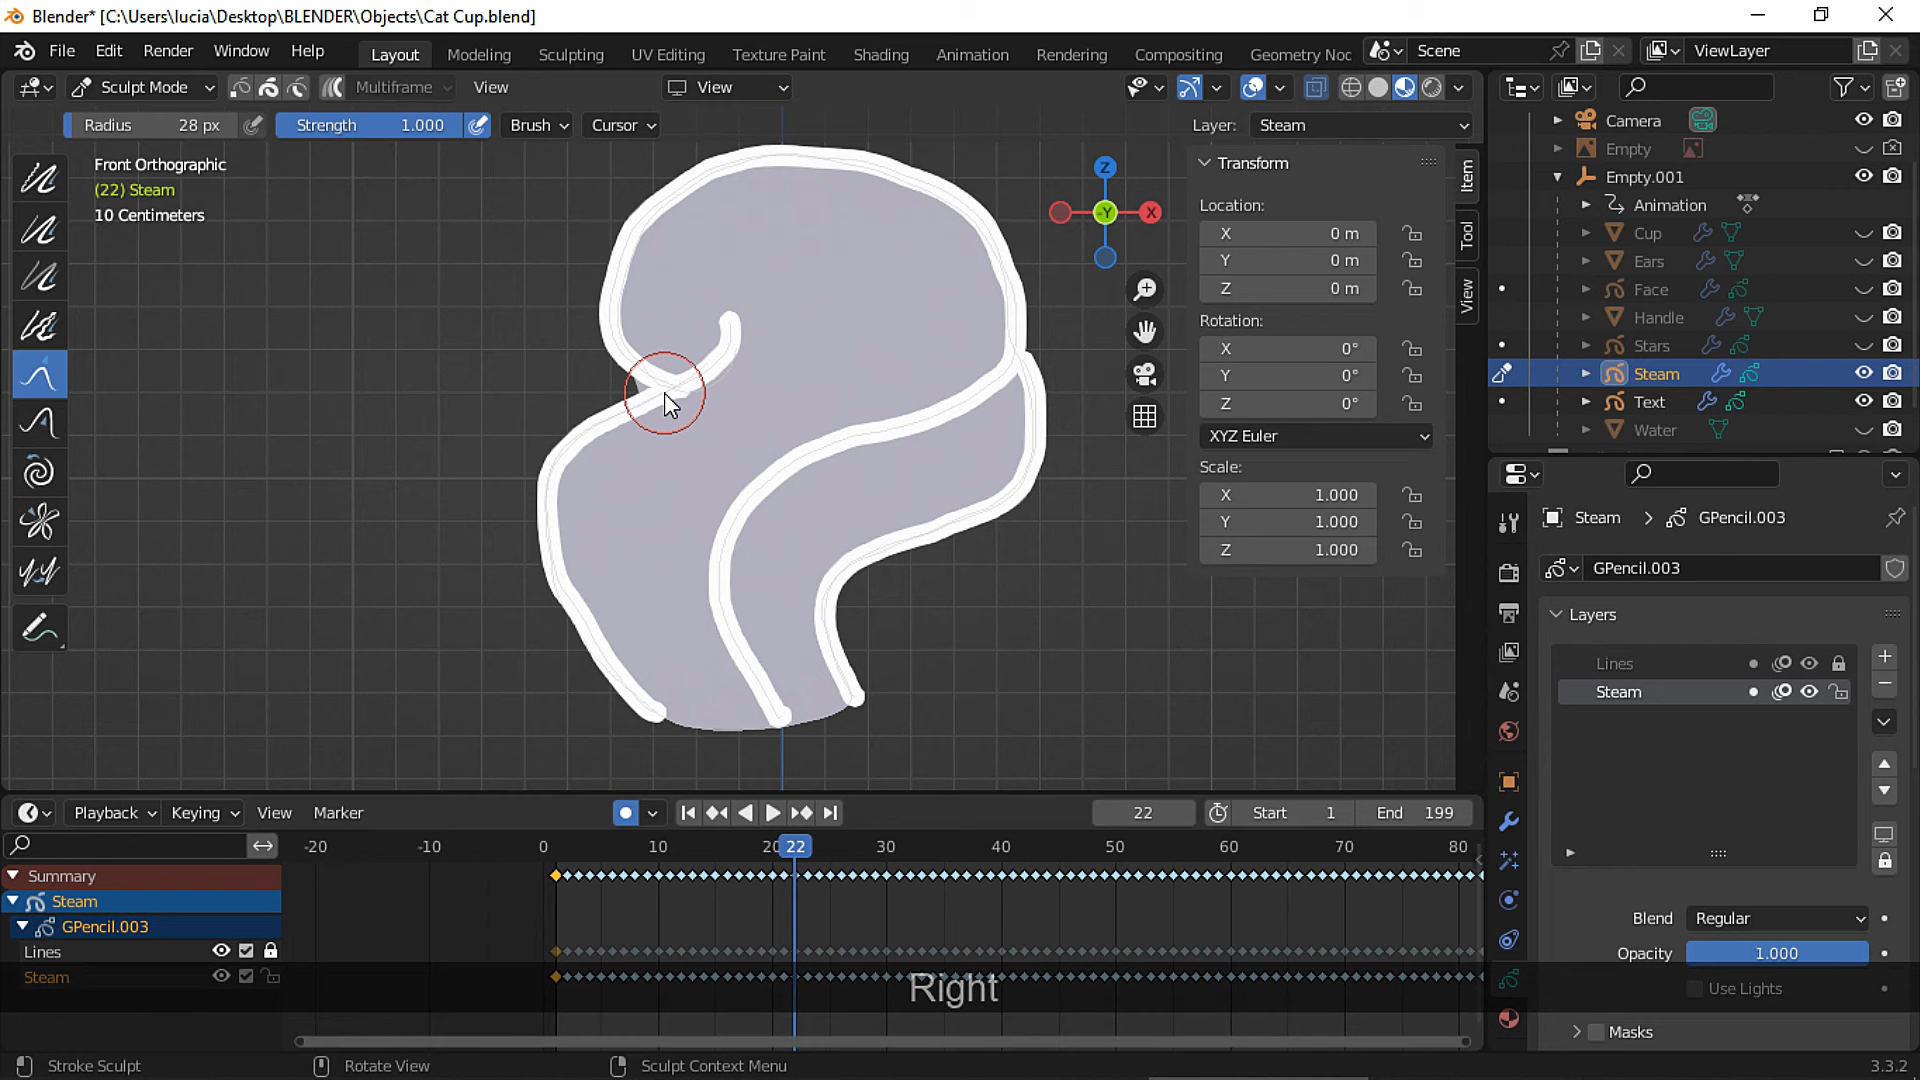 Blender* [C:\Users\lucia\Desktop\BLENDER\Objects\Cat Cup.blend]
File Edit Render Window Help Layout Modeling Sculpting UV Editing Texture Paint Shading Animation Rendering Compositing Geometry Noc Scene ViewLayer
Sculpt Mode Multiframe View View
Radius 28 px Strength 1.000 Brush Cursor Layer: Steam
Front Orthographic
(22) Steam
10 Centimeters
Z
-Y
X
Transform
Location:
X 0 m
Y 0 m
Z 0 m
Rotation:
X 0°
Y 0°
Z 0°
XYZ Euler
Scale:
X 1.000
Y 1.000
Z 1.000
Item
Tool
View
Camera
Empty
Empty.001
Animation
Cup
Ears
Face
Handle
Stars
Steam
Text
Water
Steam > GPencil.003
GPencil.003
Layers
Lines
Steam
Blend Regular
Opacity 1.000
Use Lights
Masks
Playback Keying View Marker 22 Start 1 End 199
-20 -10 0 10 20 22 30 40 50 60 70 80
Summary
Steam
GPencil.003
Lines
Steam
Right
Stroke Sculpt Rotate View Sculpt Context Menu 3.3.2